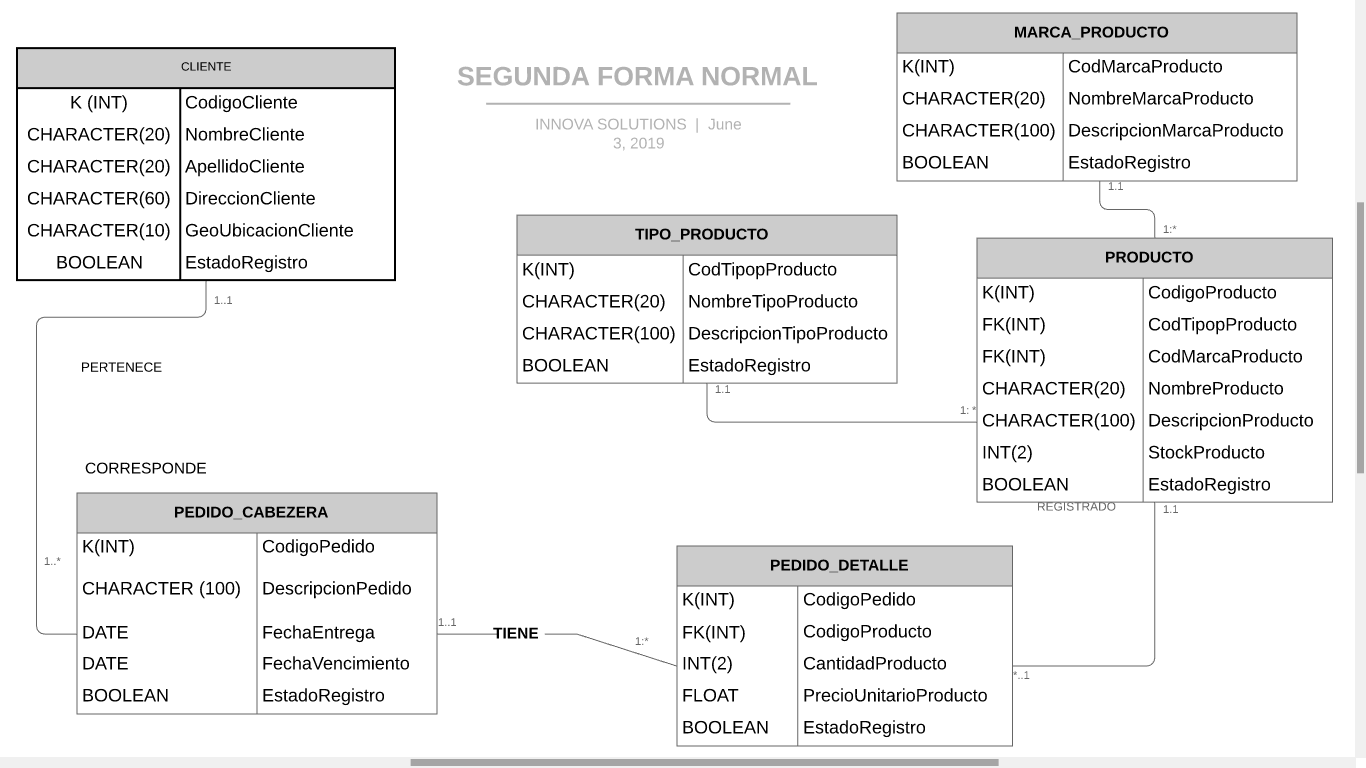 SEGUNDA FORMA NORMAL
INNOVA SOLUTIONS | June
3, 2019
CLIENTE
K (INT) CodigoCliente
CHARACTER(20) NombreCliente
CHARACTER(20) ApellidoCliente
CHARACTER(60) DireccionCliente
CHARACTER(10) GeoUbicacionCliente
BOOLEAN EstadoRegistro
1..1
PERTENECE
CORRESPONDE
1..*
MARCA_PRODUCTO
K(INT) CodMarcaProducto
CHARACTER(20) NombreMarcaProducto
CHARACTER(100) DescripcionMarcaProducto
BOOLEAN EstadoRegistro
1.1
1:*
TIPO_PRODUCTO
K(INT) CodTipopProducto
CHARACTER(20) NombreTipoProducto
CHARACTER(100) DescripcionTipoProducto
BOOLEAN EstadoRegistro
1.1
1: *
PRODUCTO
K(INT) CodigoProducto
FK(INT) CodTipopProducto
FK(INT) CodMarcaProducto
CHARACTER(20) NombreProducto
CHARACTER(100) DescripcionProducto
INT(2) StockProducto
BOOLEAN EstadoRegistro
REGISTRADO
1.1
PEDIDO_CABEZERA
K(INT) CodigoPedido
CHARACTER (100) DescripcionPedido
DATE FechaEntrega
DATE FechaVencimiento
BOOLEAN EstadoRegistro
1..1
TIENE
1:*
PEDIDO_DETALLE
K(INT) CodigoPedido
FK(INT) CodigoProducto
INT(2) CantidadProducto
FLOAT PrecioUnitarioProducto
BOOLEAN EstadoRegistro
*..1